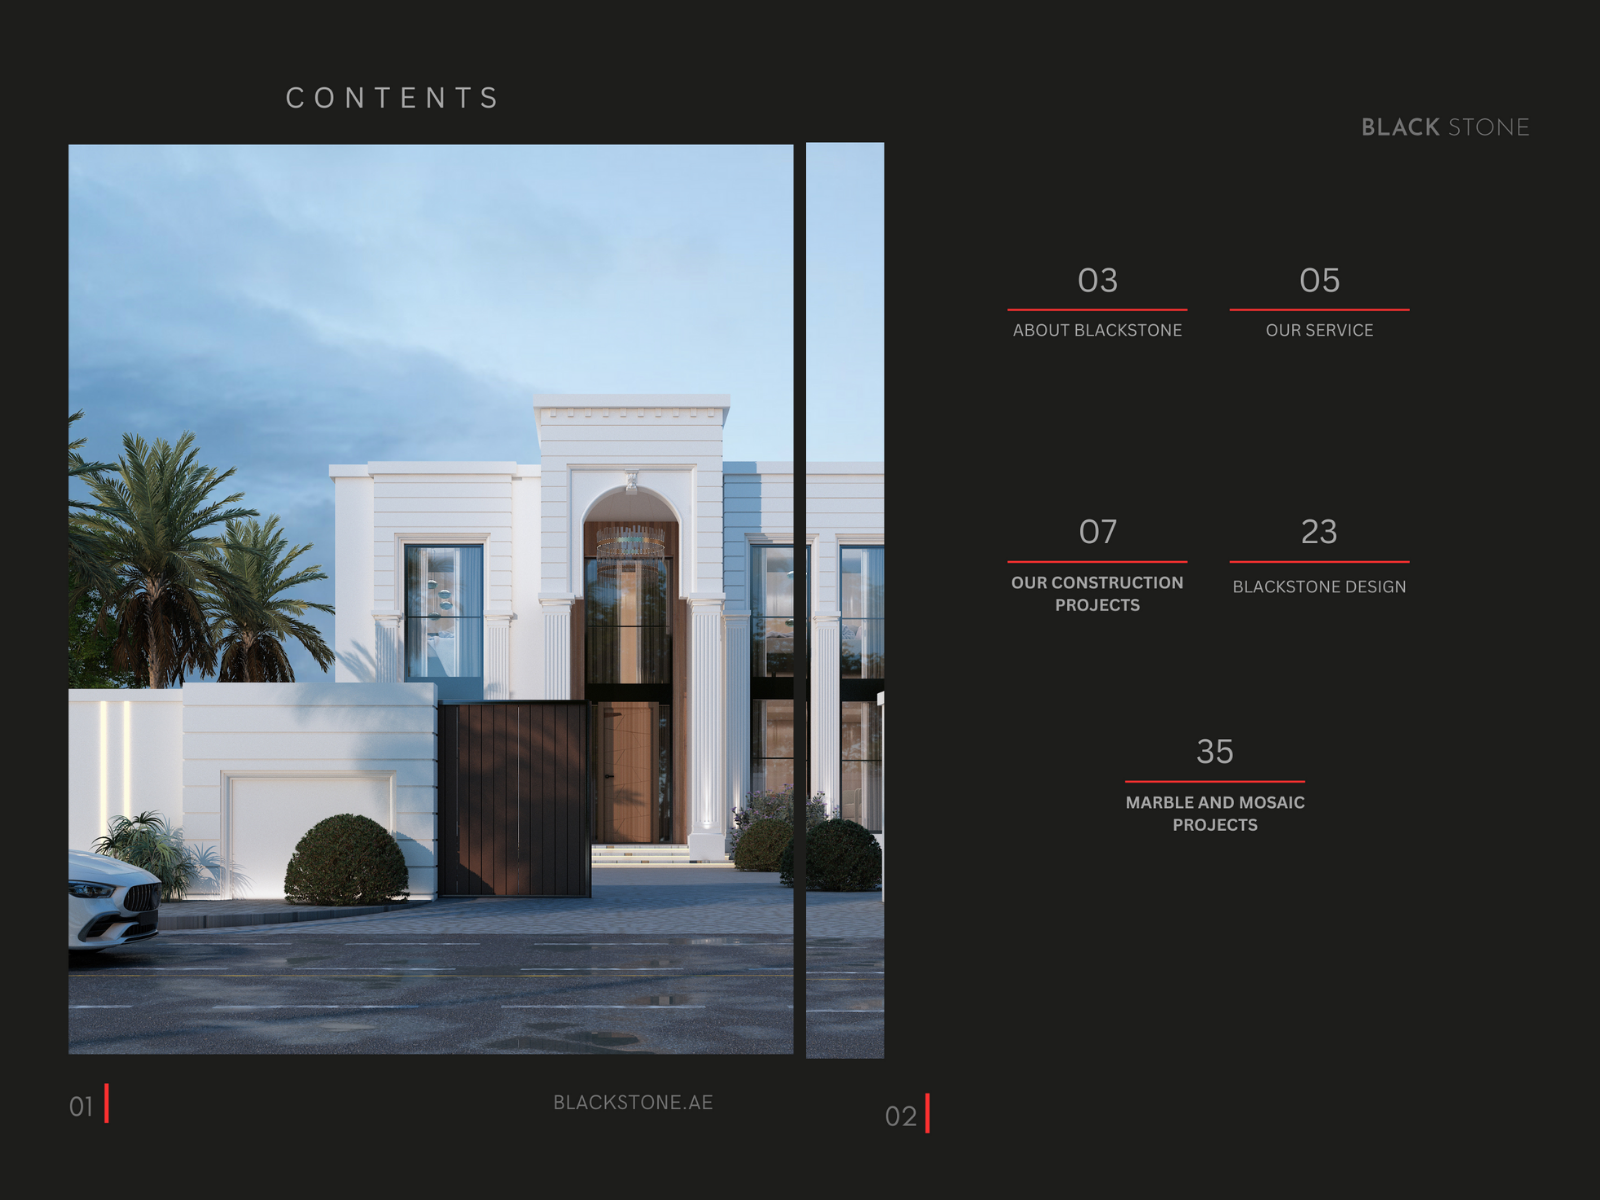 CONTENTS
BLACK STONE
03
ABOUT BLACKSTONE
05
OUR SERVICE
07
OUR CONSTRUCTION
PROJECTS
23
BLACKSTONE DESIGN
35
MARBLE AND MOSAIC
PROJECTS
01
BLACKSTONE.AE
02